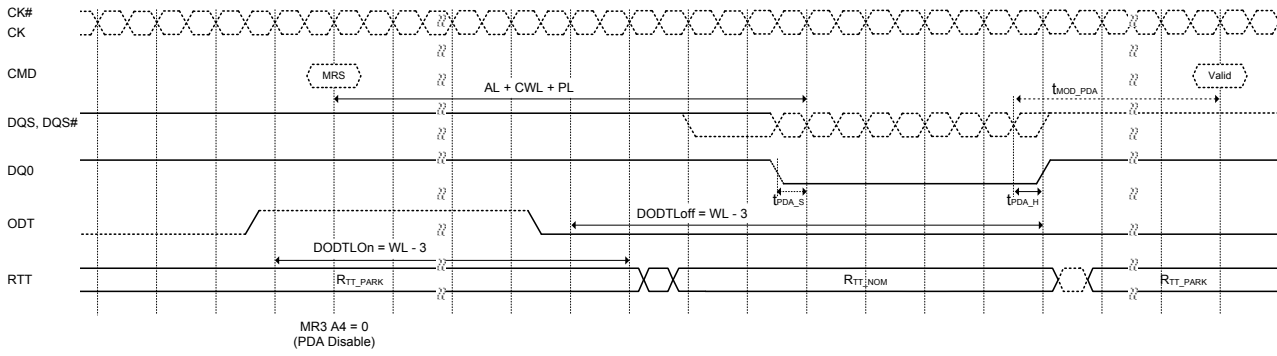 CK#
CK
CMD
MRS
Valid
AL + CWL + PL
tMOD_PDA
DQS, DQS#
DQ0
tPDA_S
tPDA_H
ODT
DODTLoff = WL - 3
DODTLOn = WL - 3
RTT
RTT_PARK
RTT_NOM
RTT_PARK
MR3 A4 = 0
(PDA Disable)